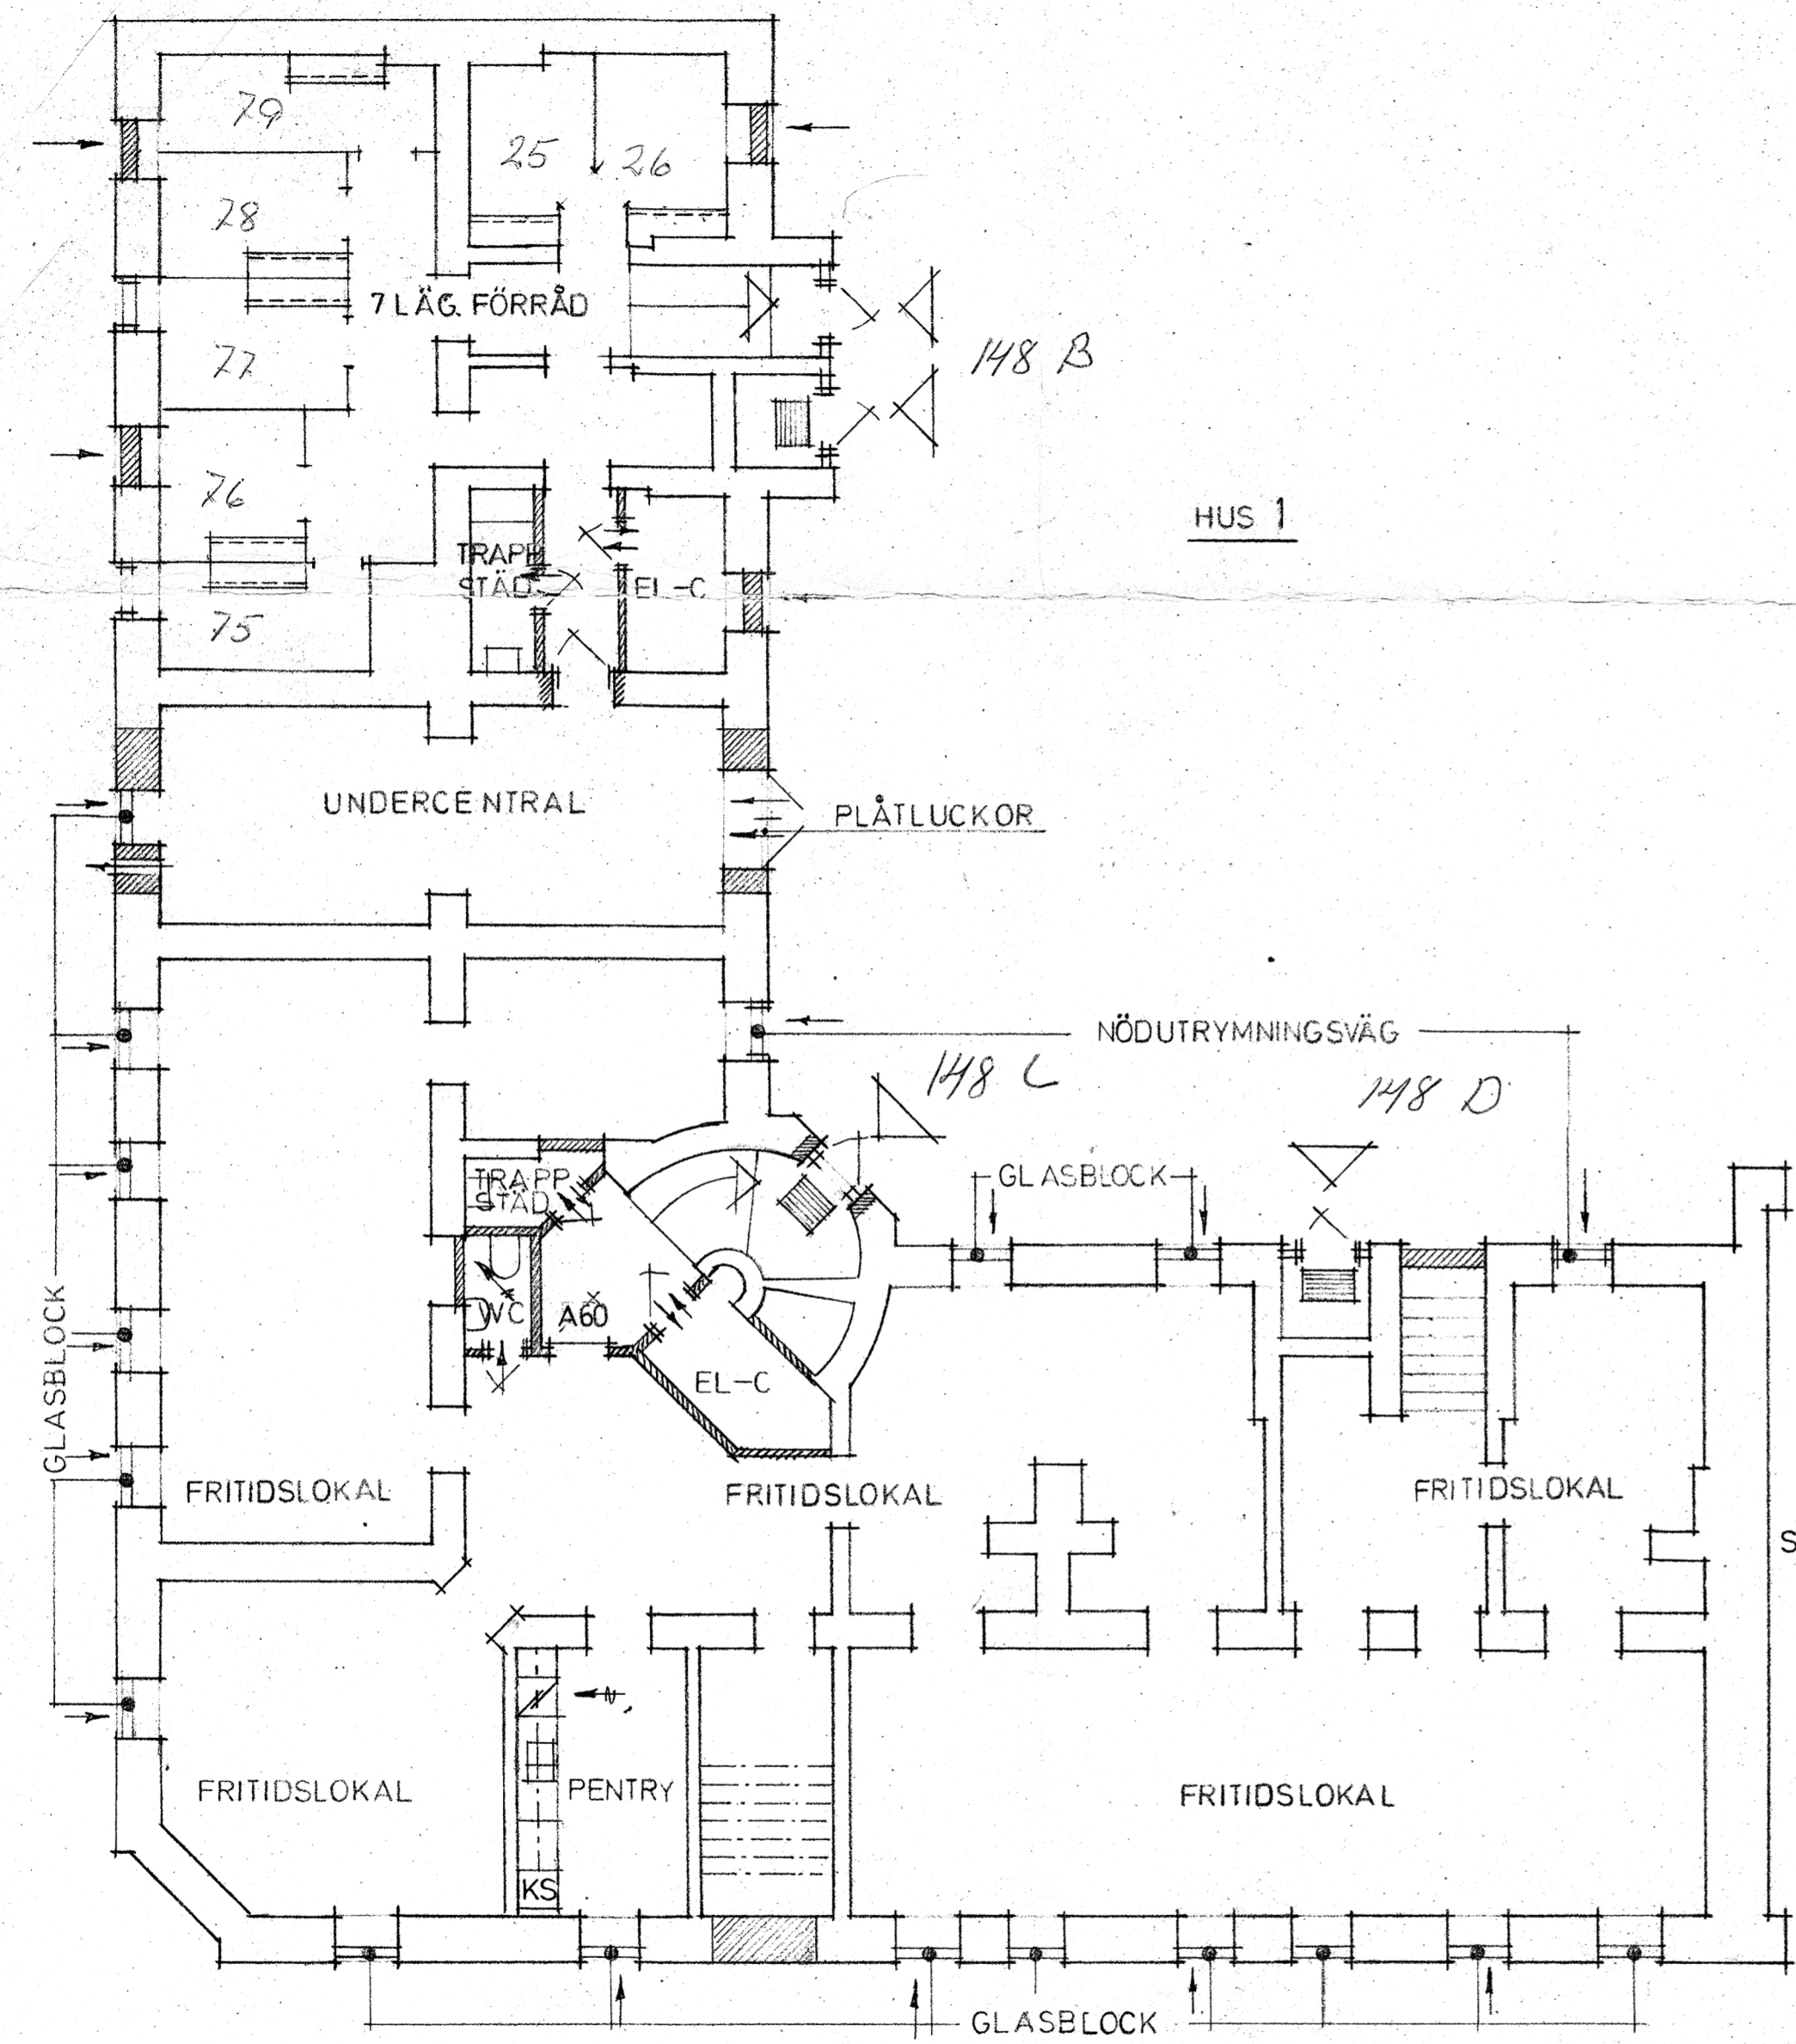 79
25
26
78
7 LÄG. FÖRRÅD
148 B
77
76
HUS 1
TRAPP
STÄD
EL-C
75
UNDERCENTRAL
PLÅTLUCKOR
NÖDUTRYMNINGSVÄG
148 C
148 D
GLASBLOCK
TRAPP
STÄD
WC
A60
EL-C
GLASBLOCK
FRITIDSLOKAL
FRITIDSLOKAL
FRITIDSLOKAL
S
FRITIDSLOKAL
PENTRY
FRITIDSLOKAL
KS
GLASBLOCK